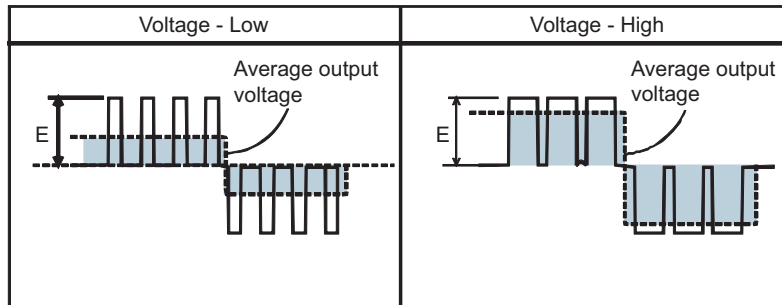 Voltage - Low
Voltage - High
Average output
voltage
E
Average output
voltage
E